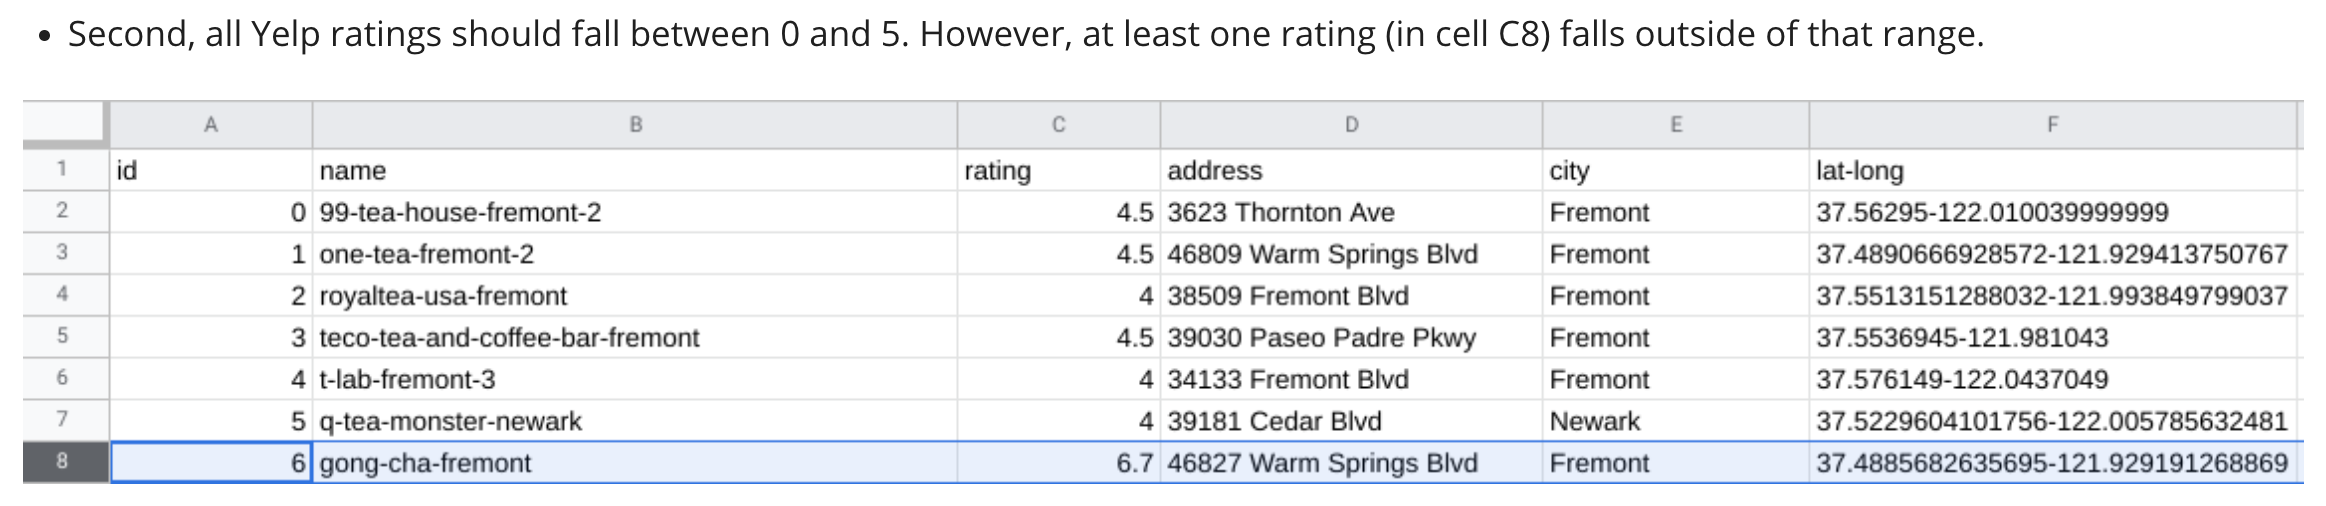 • Second, all Yelp ratings should fall between 0 and 5. However, at least one rating (in cell C8) falls outside of that range.
A B C D E F
1 id name rating address city lat-long
2 0 99-tea-house-fremont-2 4.5 3623 Thornton Ave Fremont 37.56295-122.010039999999
3 1 one-tea-fremont-2 4.5 46809 Warm Springs Blvd Fremont 37.4890666928572-121.929413750767
4 2 royaltea-usa-fremont 4 38509 Fremont Blvd Fremont 37.5513151288032-121.993849799037
5 3 teco-tea-and-coffee-bar-fremont 4.5 39030 Paseo Padre Pkwy Fremont 37.5536945-121.981043
6 4 t-lab-fremont-3 4 34133 Fremont Blvd Fremont 37.576149-122.0437049
7 5 q-tea-monster-newark 4 39181 Cedar Blvd Newark 37.5229604101756-122.005785632481
8 6 gong-cha-fremont 6.7 46827 Warm Springs Blvd Fremont 37.4885682635695-121.929191268869